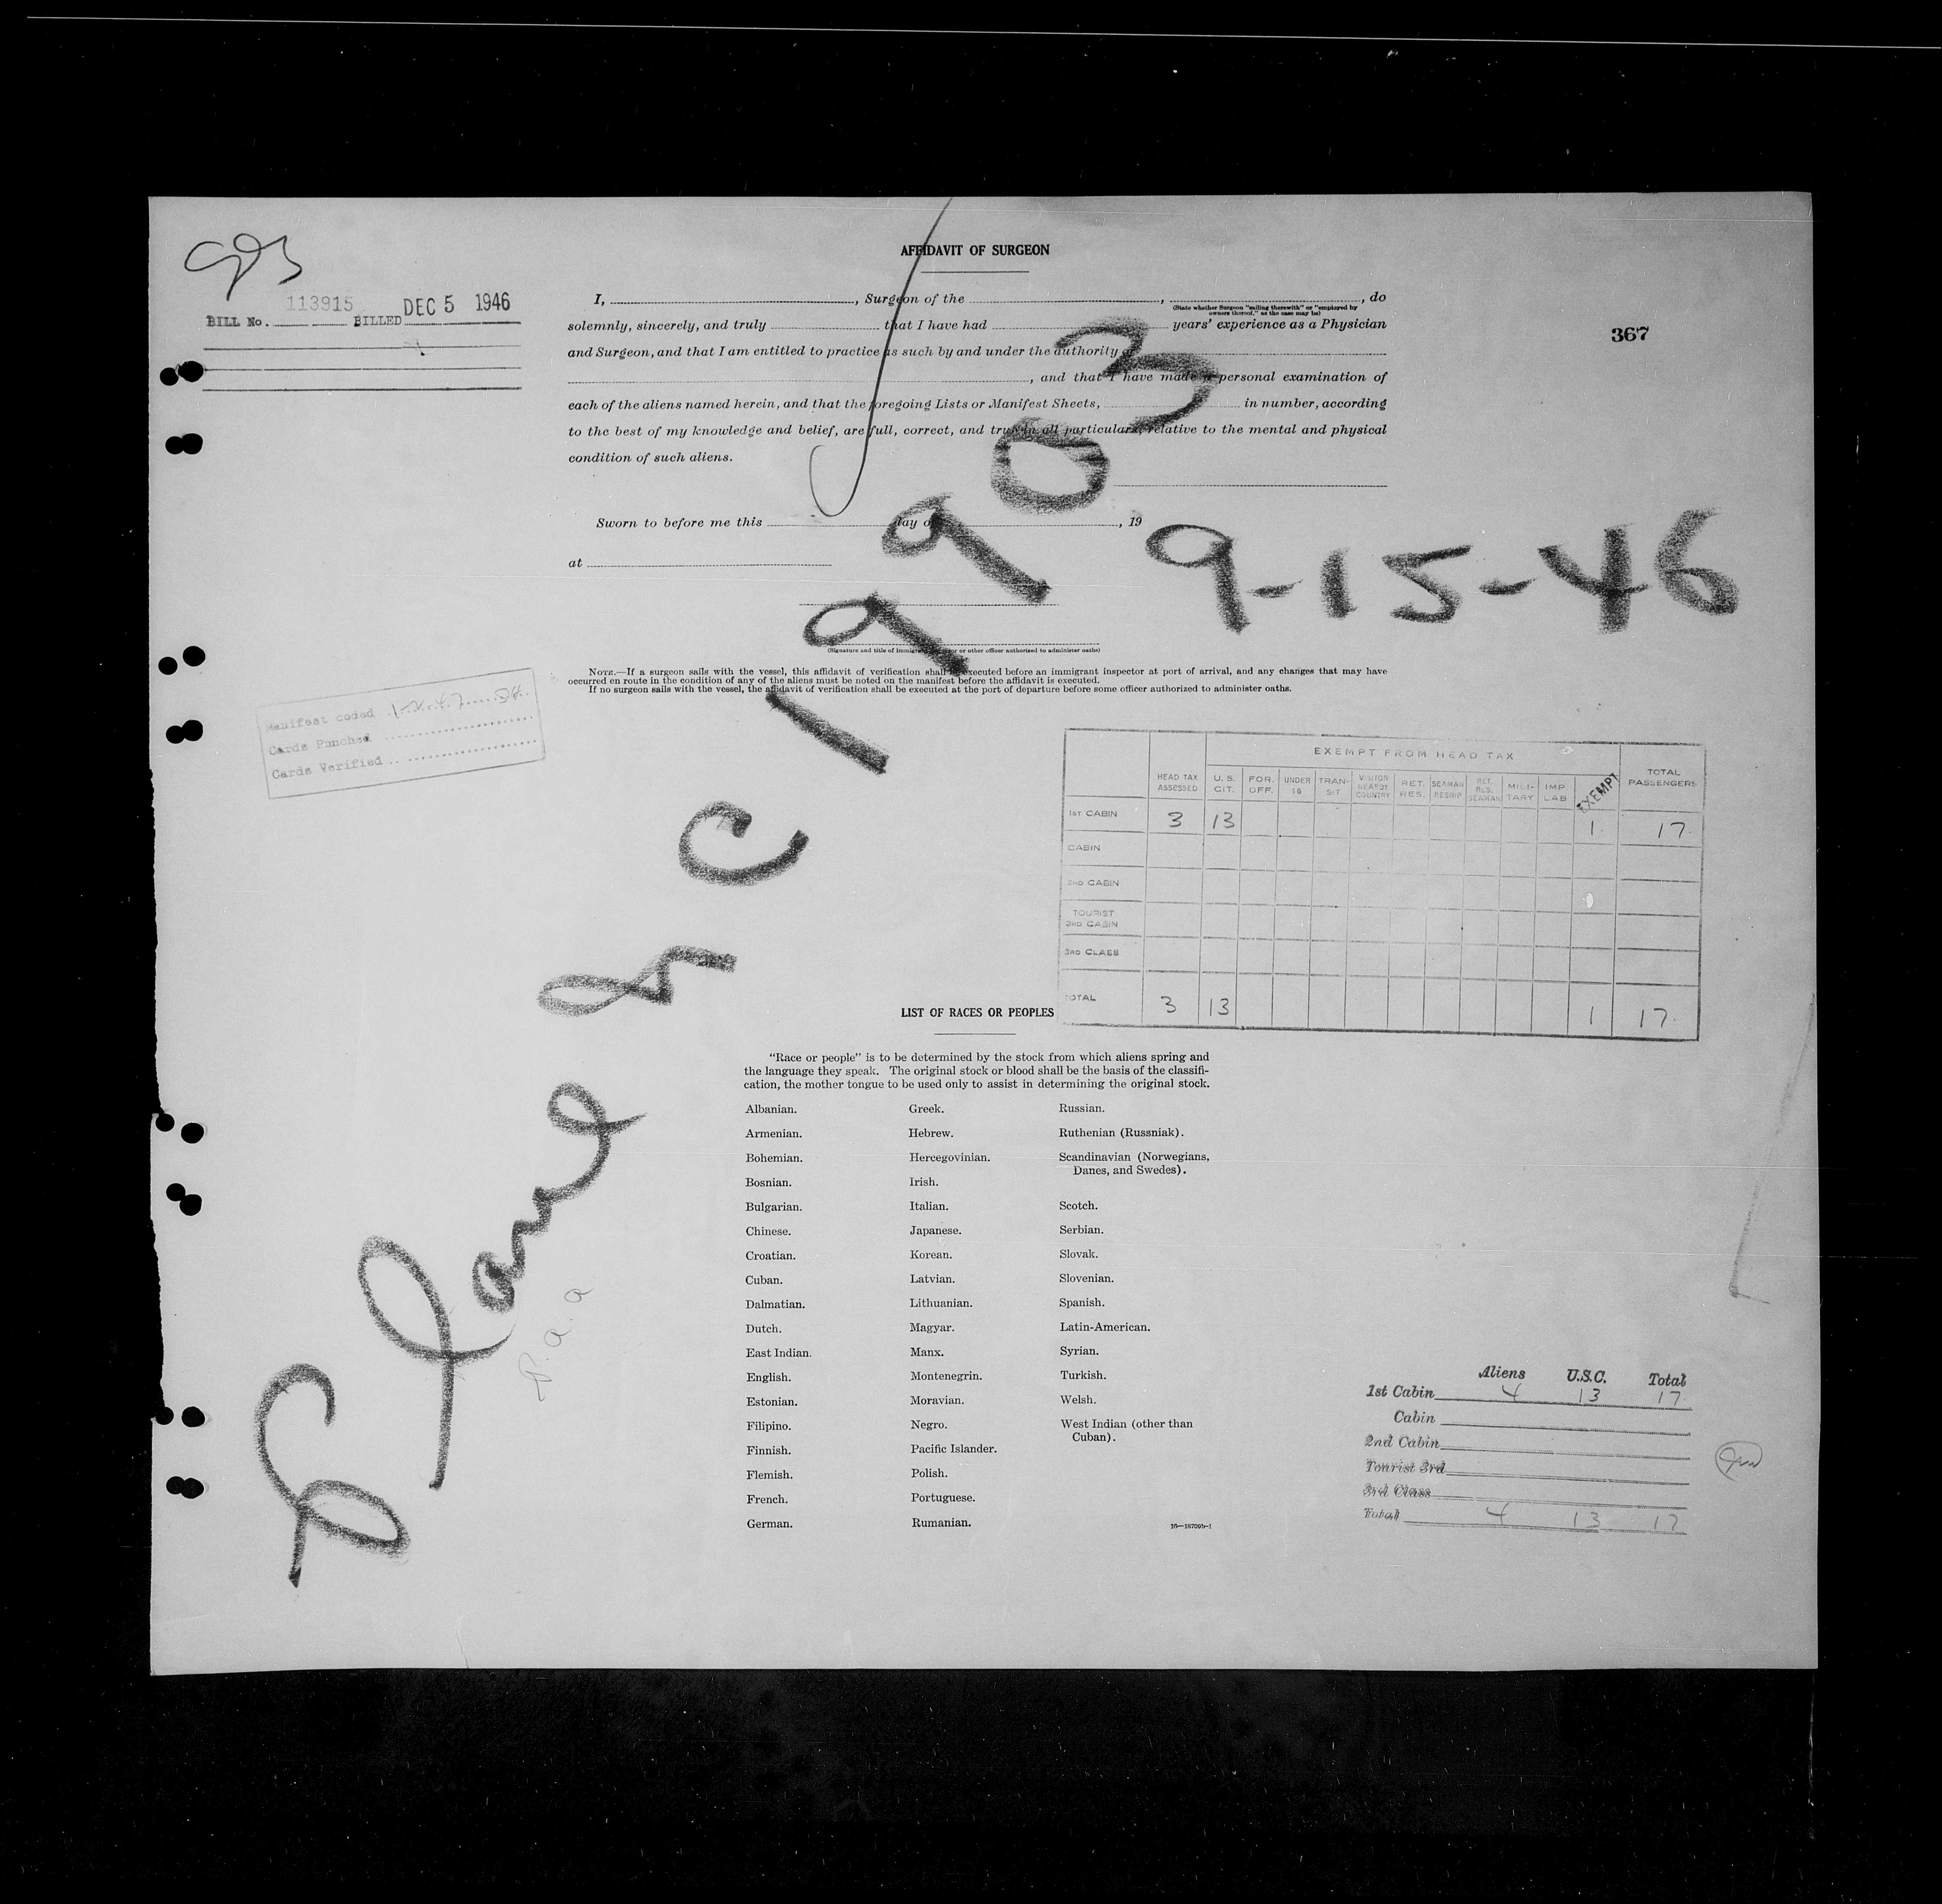 AFFIDAVIT OF SURGEON
113915 DEC 5 1946
BILL No. BILLED
367
I, , Surgeon of the , , do
(State whether Surgeon "sailing therewith" or "employed by
owners thereof," as the case may be)
solemnly, sincerely, and truly that I have had years' experience as a Physician
and Surgeon, and that I am entitled to practice as such by and under the authority of
, and that I have made a personal examination of
each of the aliens named herein, and that the foregoing Lists or Manifest Sheets, in number, according
to the best of my knowledge and belief, are full, correct, and true in all particulars, relative to the mental and physical
condition of such aliens.
Sworn to before me this day of , 19
at
(Signature and title of immigrant inspector or other officer authorized to administer oaths)
NOTE.—If a surgeon sails with the vessel, this affidavit of verification shall be executed before an immigrant inspector at port of arrival, and any changes that may have
occurred en route in the condition of any of the aliens must be noted on the manifest before the affidavit is executed.
If no surgeon sails with the vessel, the affidavit of verification shall be executed at the port of departure before some officer authorized to administer oaths.
9-15-46
Plane nc 19903
P.a.a
Manifest coded
Cards Punched
Cards Verified
EXEMPT FROM HEAD TAX
HEAD TAX ASSESSED U. S. CIT. FOR. OFF. UNDER 16 TRANSIT VISITOR NEARBY COUNTRY RET. RES. SEAMAN RESHIP RET. RES. SEAMAN MILITARY IMP. LAB EXEMPT TOTAL PASSENGERS
1ST CABIN 3 13 1 17
CABIN
2ND CABIN
TOURIST
3RD CABIN
3RD CLASS
TOTAL 3 13 1 17
LIST OF RACES OR PEOPLES
"Race or people" is to be determined by the stock from which aliens spring and
the language they speak. The original stock or blood shall be the basis of the classifi-
cation, the mother tongue to be used only to assist in determining the original stock.
Albanian. Greek. Russian.
Armenian. Hebrew. Ruthenian (Russniak).
Bohemian. Hercegovinian. Scandinavian (Norwegians,
Danes, and Swedes).
Bosnian. Irish.
Bulgarian. Italian. Scotch.
Chinese. Japanese. Serbian.
Croatian. Korean. Slovak.
Cuban. Latvian. Slovenian.
Dalmatian. Lithuanian. Spanish.
Dutch. Magyar. Latin-American.
East Indian. Manx. Syrian.
English. Montenegrin. Turkish.
Estonian. Moravian. Welsh.
Filipino. Negro. West Indian (other than
Cuban).
Finnish. Pacific Islander.
Flemish. Polish.
French. Portuguese.
German. Rumanian.
16—18709b-1
Aliens U.S.C. Total
1st Cabin 4 13 17
Cabin
2nd Cabin
Tourist 3rd
3rd Class
Total 4 13 17